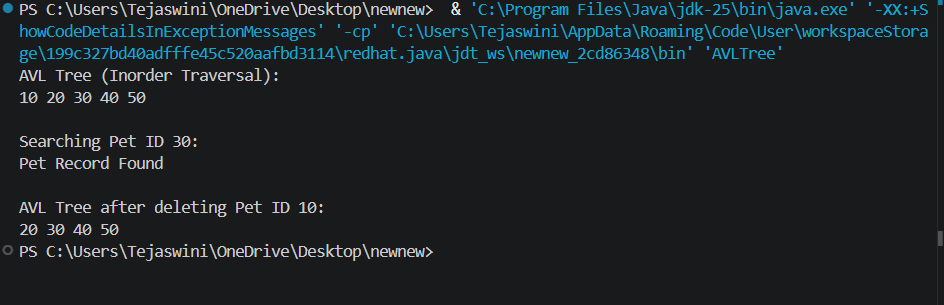 PS C:\Users\Tejaswini\OneDrive\Desktop\newnew>  & 'C:\Program Files\Java\jdk-25\bin\java.exe' '-XX:+S
howCodeDetailsInExceptionMessages' '-cp' 'C:\Users\Tejaswini\AppData\Roaming\Code\User\workspaceStora
ge\199c327bd40adfffe45c520aafbd3114\redhat.java\jdt_ws\newnew_2cd86348\bin' 'AVLTree'
AVL Tree (Inorder Traversal):
10 20 30 40 50
Searching Pet ID 30:
Pet Record Found
AVL Tree after deleting Pet ID 10:
20 30 40 50
PS C:\Users\Tejaswini\OneDrive\Desktop\newnew>